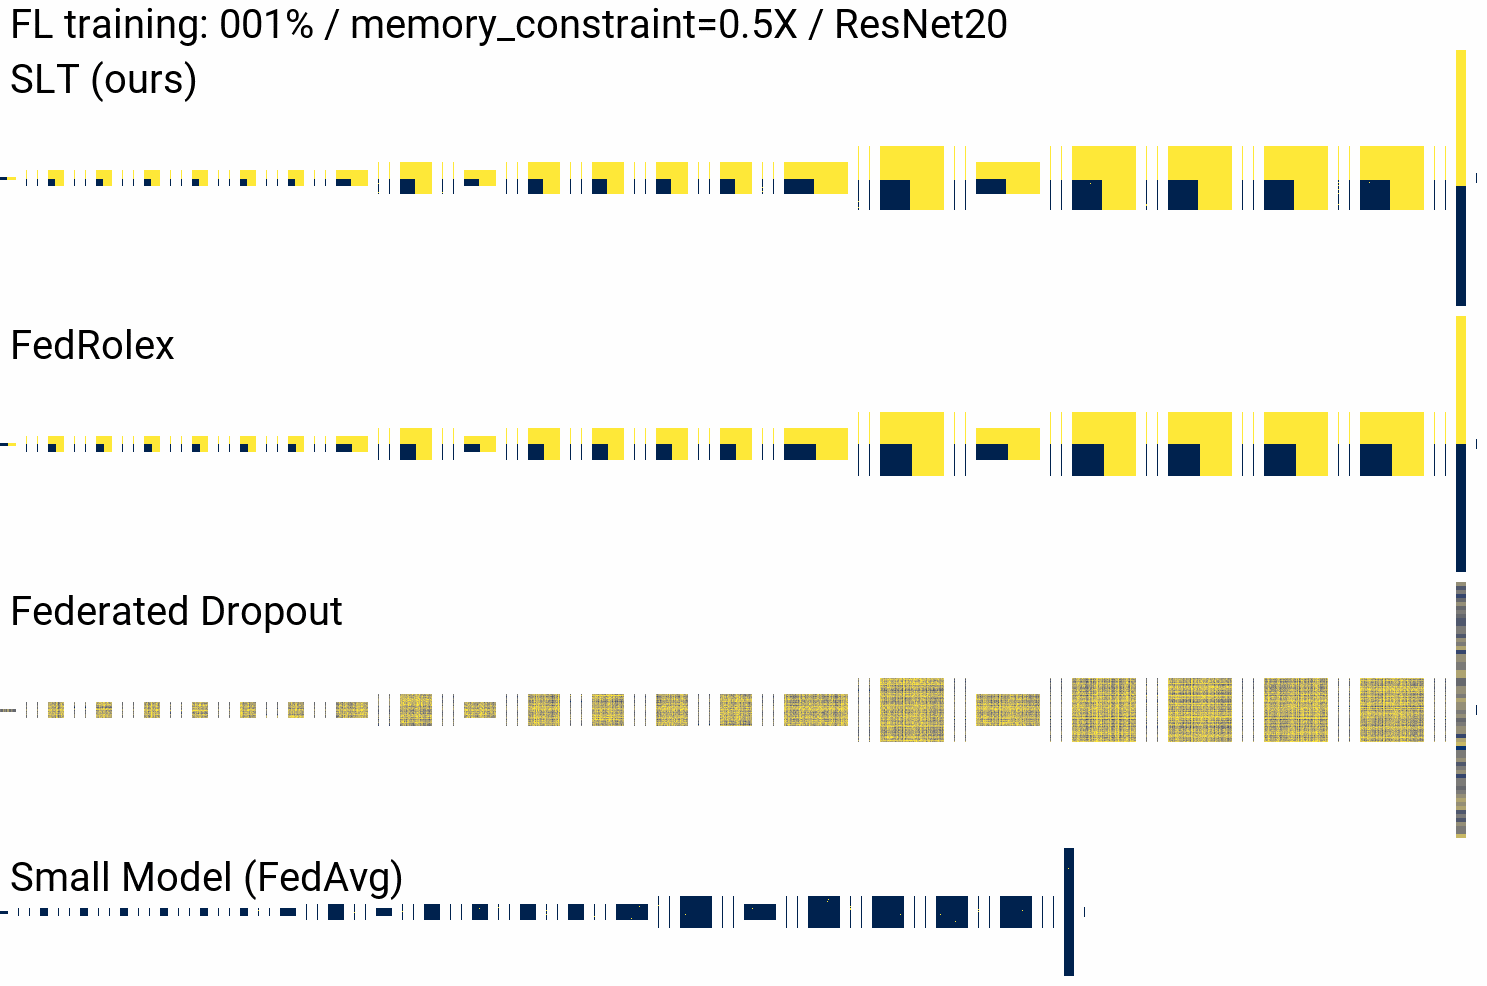 FL training: 001% / memory_constraint=0.5X / ResNet20
SLT (ours)
FedRolex
Federated Dropout
Small Model (FedAvg)